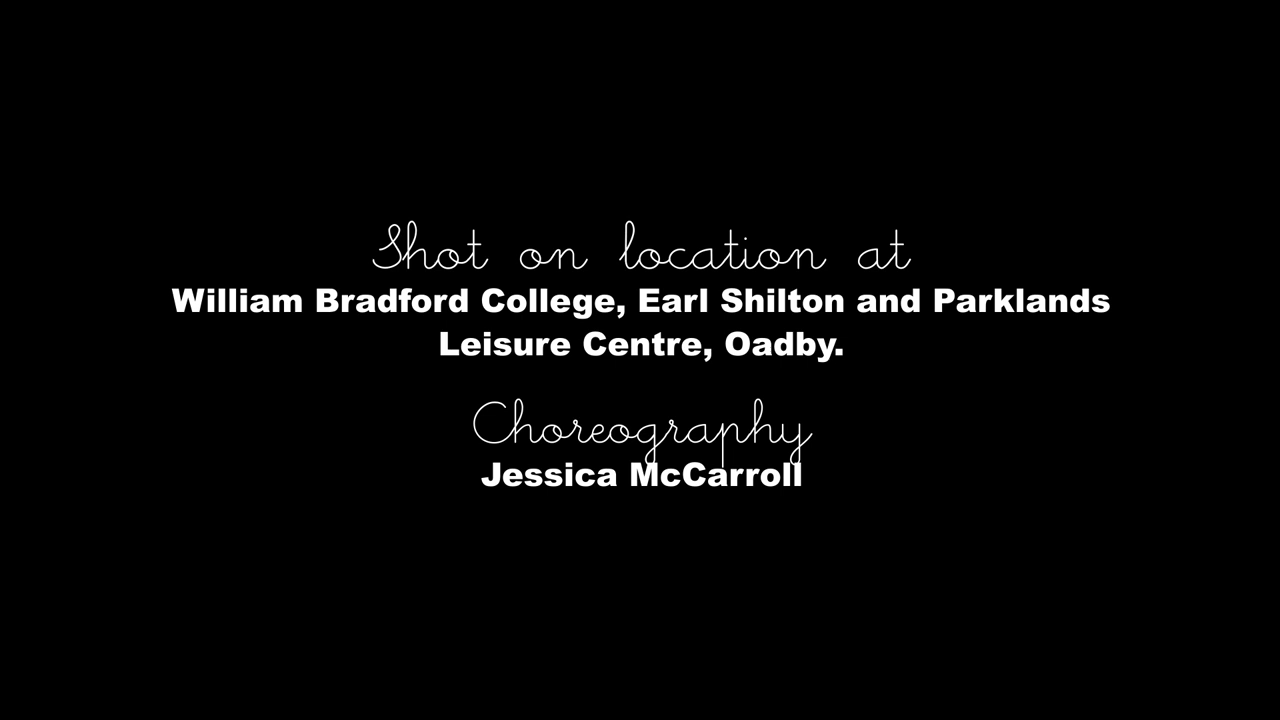 Shot on location at
William Bradford College, Earl Shilton and Parklands
Leisure Centre, Oadby.
Choreography
Jessica McCarroll